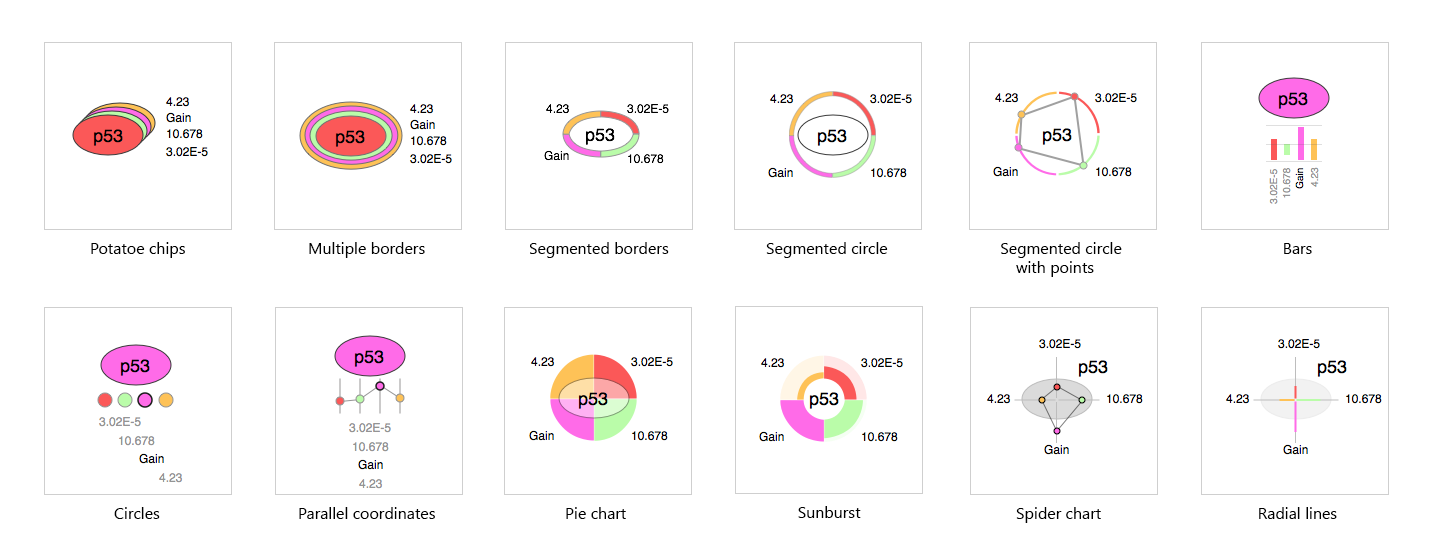 4.23
Gain
10.678
3.02E-5
p53
Potatoe chips
4.23
Gain
10.678
3.02E-5
p53
Multiple borders
4.23
3.02E-5
p53
Gain
10.678
Segmented borders
4.23
3.02E-5
p53
Gain
10.678
Segmented circle
4.23
3.02E-5
p53
Gain
10.678
Segmented circle
with points
p53
3.02E-5
10.678
Gain
4.23
Bars
p53
3.02E-5
10.678
Gain
4.23
Circles
p53
3.02E-5
10.678
Gain
4.23
Parallel coordinates
4.23
3.02E-5
p53
Gain
10.678
Pie chart
4.23
3.02E-5
p53
Gain
10.678
Sunburst
3.02E-5
p53
4.23
10.678
Gain
Spider chart
3.02E-5
p53
4.23
10.678
Gain
Radial lines